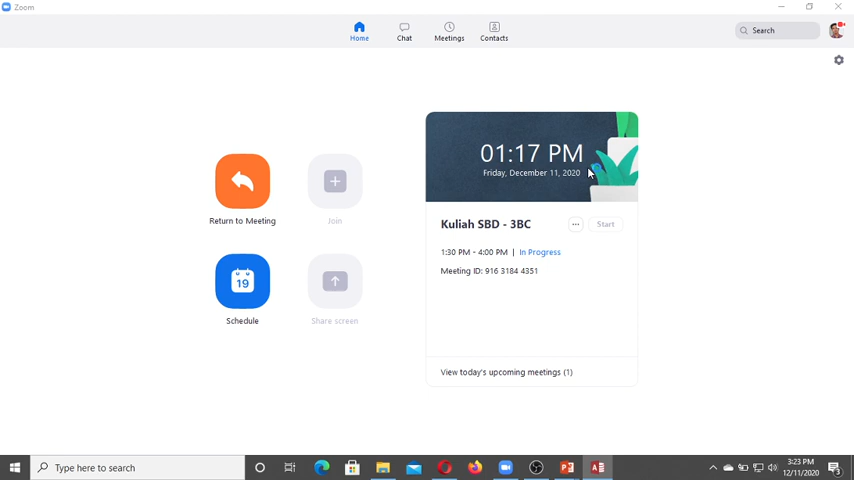 Zoom
Home
Chat
Meetings
Contacts
Search
01:17 PM
Friday, December 11, 2020
Return to Meeting
Join
Kuliah SBD - 3BC
...
Start
1:30 PM - 4:00 PM | In Progress
Meeting ID: 916 3184 4351
19
Schedule
Share screen
View today's upcoming meetings (1)
Type here to search
3:23 PM
12/11/2020
3